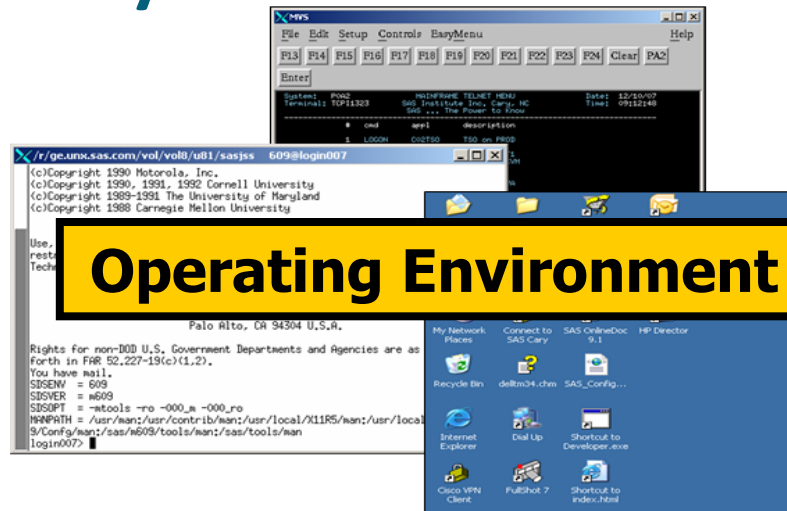 MVS
File Edit Setup Controls EasyMenu Help
F13 F14 F15 F16 F17 F18 F19 F20 F21 F22 F23 F24 Clear PA2
Enter
System: POA2 MAINFRAME TELNET MENU Date: 12/10/07
Terminal: TCPI1323 SAS Institute Inc. Cary, NC Time: 09:12:48
SAS ... The Power to Know
# cmd appl description
1 LOGON CO2TSO TSO on PROD
/r/ge.unx.sas.com/vol/vol8/u81/sasjss 609@login007
(c)Copyright 1990 Motorola, Inc.
(c)Copyright 1990, 1991, 1992 Cornell University
(c)Copyright 1989-1991 The University of Maryland
(c)Copyright 1988 Carnegie Mellon University
Use,
Operating Environment
Palo Alto, CA 94304 U.S.A.
Rights for non-DOD U.S. Government Departments and Agencies are as
forth in FAR 52.227-19(c)(1,2).
You have mail.
SDSENV = 609
SDSVER = m609
SDSOPT = -mtools -ro -000_m -000_ro
MANPATH = /usr/man:/usr/contrib/man:/usr/local/X11R5/man:/usr/local
9/Confg/man:/sas/m609/tools/man:/sas/tools/man
login007>
My Network Places
Connect to SAS Cary
SAS OnlineDoc 9.1
HP Director
Recycle Bin
delltm34.chm
SAS_Config...
Internet Explorer
Dial Up
Shortcut to Developer.exe
Cisco VPN Client
FullShot 7
Shortcut to index.html